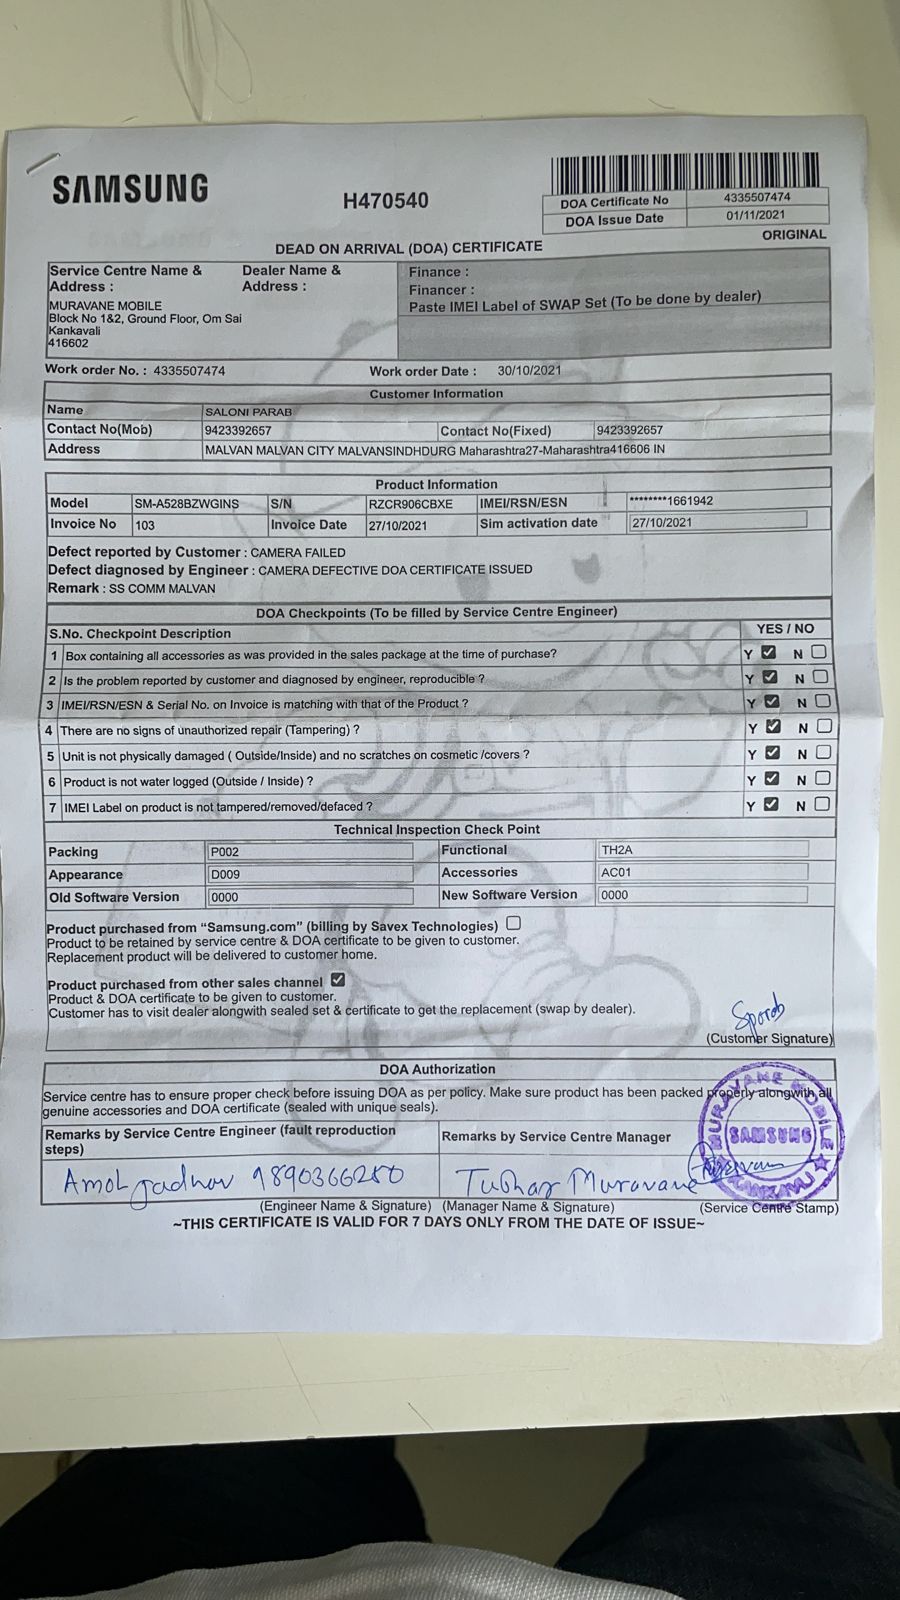 SAMSUNG
H470540
DOA Certificate No 4335507474
DOA Issue Date 01/11/2021
ORIGINAL
DEAD ON ARRIVAL (DOA) CERTIFICATE
Service Centre Name & Address :
MURAVANE MOBILE
Block No 1&2, Ground Floor, Om Sai
Kankavali
416602
Dealer Name & Address :
Finance :
Financer :
Paste IMEI Label of SWAP Set (To be done by dealer)
Work order No. : 4335507474 Work order Date : 30/10/2021
Customer Information
Name SALONI PARAB
Contact No(Mob) 9423392657 Contact No(Fixed) 9423392657
Address MALVAN MALVAN CITY MALVANSINDHDURG Maharashtra27-Maharashtra416606 IN
Product Information
Model SM-A528BZWGINS S/N RZCR906CBXE IMEI/RSN/ESN ********1661942
Invoice No 103 Invoice Date 27/10/2021 Sim activation date 27/10/2021
Defect reported by Customer : CAMERA FAILED
Defect diagnosed by Engineer : CAMERA DEFECTIVE DOA CERTIFICATE ISSUED
Remark : SS COMM MALVAN
DOA Checkpoints (To be filled by Service Centre Engineer)
S.No. Checkpoint Description YES / NO
1 Box containing all accessories as was provided in the sales package at the time of purchase? Y N
2 Is the problem reported by customer and diagnosed by engineer, reproducible ? Y N
3 IMEI/RSN/ESN & Serial No. on Invoice is matching with that of the Product ? Y N
4 There are no signs of unauthorized repair (Tampering) ? Y N
5 Unit is not physically damaged ( Outside/Inside) and no scratches on cosmetic /covers ? Y N
6 Product is not water logged (Outside / Inside) ? Y N
7 IMEI Label on product is not tampered/removed/defaced ? Y N
Technical Inspection Check Point
Packing P002 Functional TH2A
Appearance D009 Accessories AC01
Old Software Version 0000 New Software Version 0000
Product purchased from “Samsung.com” (billing by Savex Technologies)
Product to be retained by service centre & DOA certificate to be given to customer.
Replacement product will be delivered to customer home.
Product purchased from other sales channel
Product & DOA certificate to be given to customer.
Customer has to visit dealer alongwith sealed set & certificate to get the replacement (swap by dealer).
Sparab
(Customer Signature)
DOA Authorization
Service centre has to ensure proper check before issuing DOA as per policy. Make sure product has been packed properly alongwith all
genuine accessories and DOA certificate (sealed with unique seals).
Remarks by Service Centre Engineer (fault reproduction steps)
Remarks by Service Centre Manager
MURAVANE MOBILE
SAMSUNG
Amol jadhav 9890366280 Tushar Muravane
(Engineer Name & Signature) (Manager Name & Signature) (Service Centre Stamp)
~THIS CERTIFICATE IS VALID FOR 7 DAYS ONLY FROM THE DATE OF ISSUE~